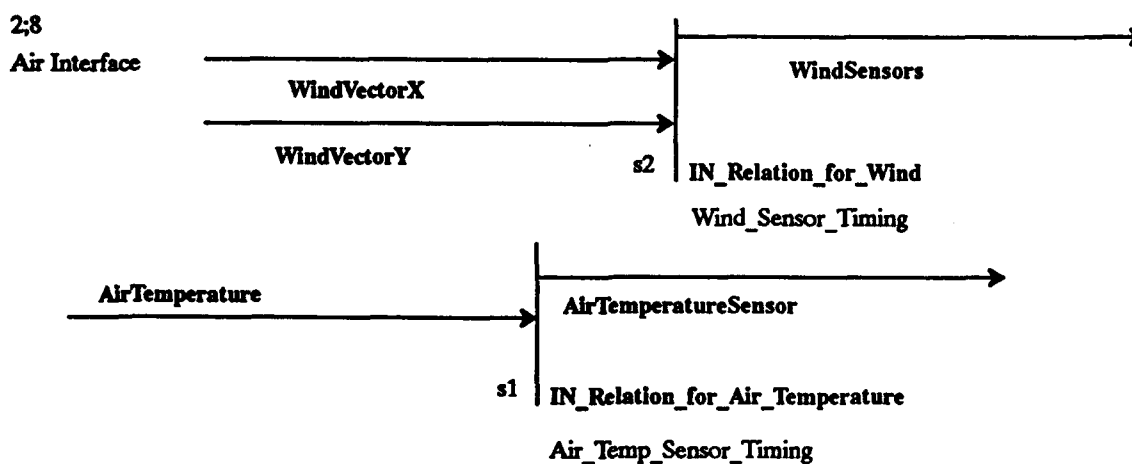 2;8
Air Interface
WindVectorX
WindSensors
WindVectorY
s2
IN_Relation_for_Wind
Wind_Sensor_Timing
AirTemperature
AirTemperatureSensor
s1
IN_Relation_for_Air_Temperature
Air_Temp_Sensor_Timing